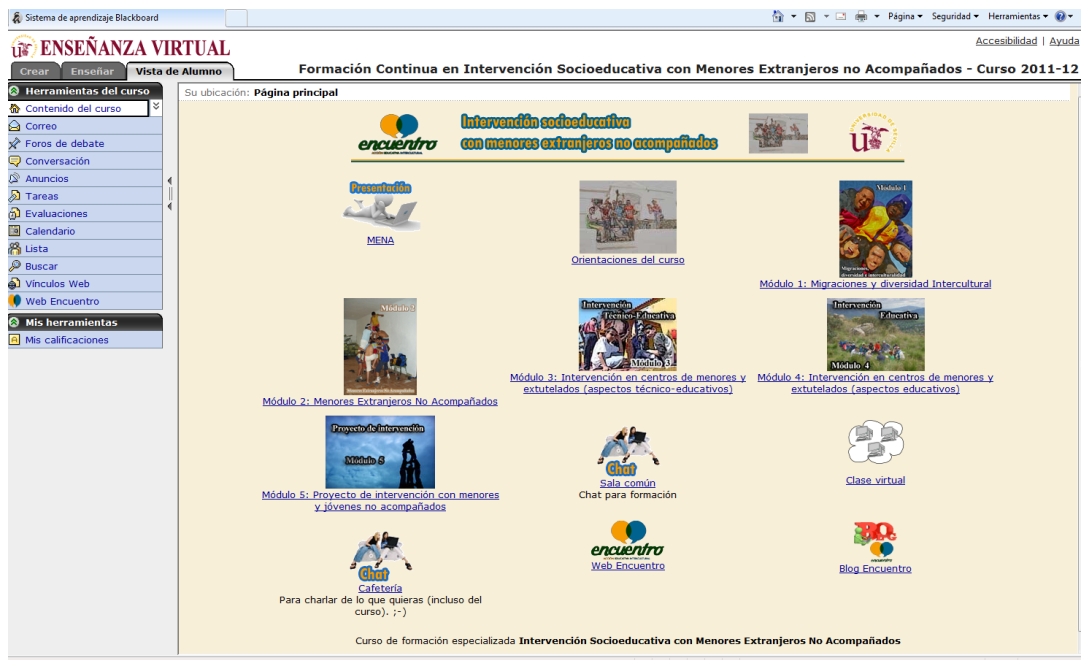 Sistema de aprendizaje Blackboard
Página
Seguridad
Herramientas
Accesibilidad | Ayuda
ENSEÑANZA VIRTUAL
Crear
Enseñar
Vista de Alumno
Formación Continua en Intervención Socioeducativa con Menores Extranjeros no Acompañados - Curso 2011-12
Herramientas del curso
Contenido del curso
Correo
Foros de debate
Conversación
Anuncios
Tareas
Evaluaciones
Calendario
Lista
Buscar
Vínculos Web
Web Encuentro
Mis herramientas
Mis calificaciones
Su ubicación: Página principal
encuentro
Intervención socioeducativa
con menores extranjeros no acompañados
Presentación
MENA
Orientaciones del curso
Modulo 1
Migraciones,
diversidad e interculturalidad
Módulo 1: Migraciones y diversidad Intercultural
Módulo 2
Módulo 2: Menores Extranjeros No Acompañados
Intervención
Técnico-Educativa
Módulo 3
Módulo 3: Intervención en centros de menores y
extutelados (aspectos técnico-educativos)
Intervención
Educativa
Módulo 4
Módulo 4: Intervención en centros de menores y
extutelados (aspectos educativos)
Proyecto de intervención
Módulo 5
Módulo 5: Proyecto de intervención con menores
y jóvenes no acompañados
Chat
Sala común
Chat para formación
Clase virtual
Chat
Cafetería
Para charlar de lo que quieras (incluso del
curso). ;-)
encuentro
Web Encuentro
encuentro
Blog Encuentro
Curso de formación especializada Intervención Socioeducativa con Menores Extranjeros No Acompañados